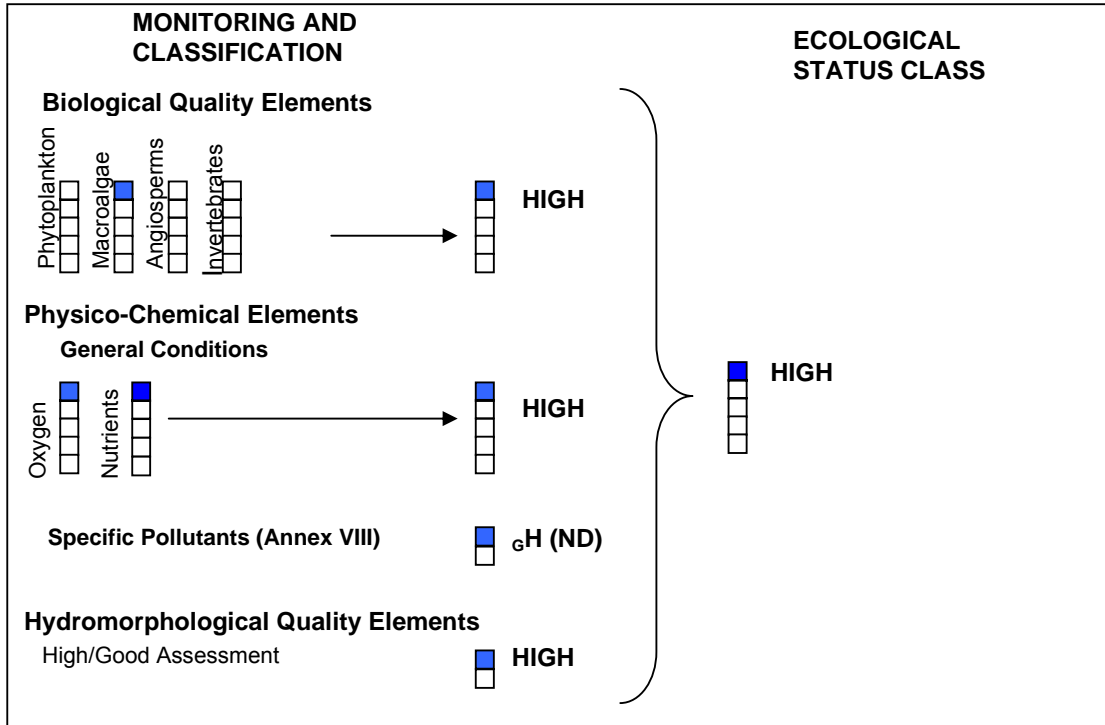 MONITORING AND
CLASSIFICATION
ECOLOGICAL
STATUS CLASS
Biological Quality Elements
Phytoplankton
Macroalgae
Angiosperms
Invertebrates
HIGH
Physico-Chemical Elements
General Conditions
Oxygen
Nutrients
HIGH
HIGH
Specific Pollutants (Annex VIII)
GH (ND)
Hydromorphological Quality Elements
High/Good Assessment
HIGH